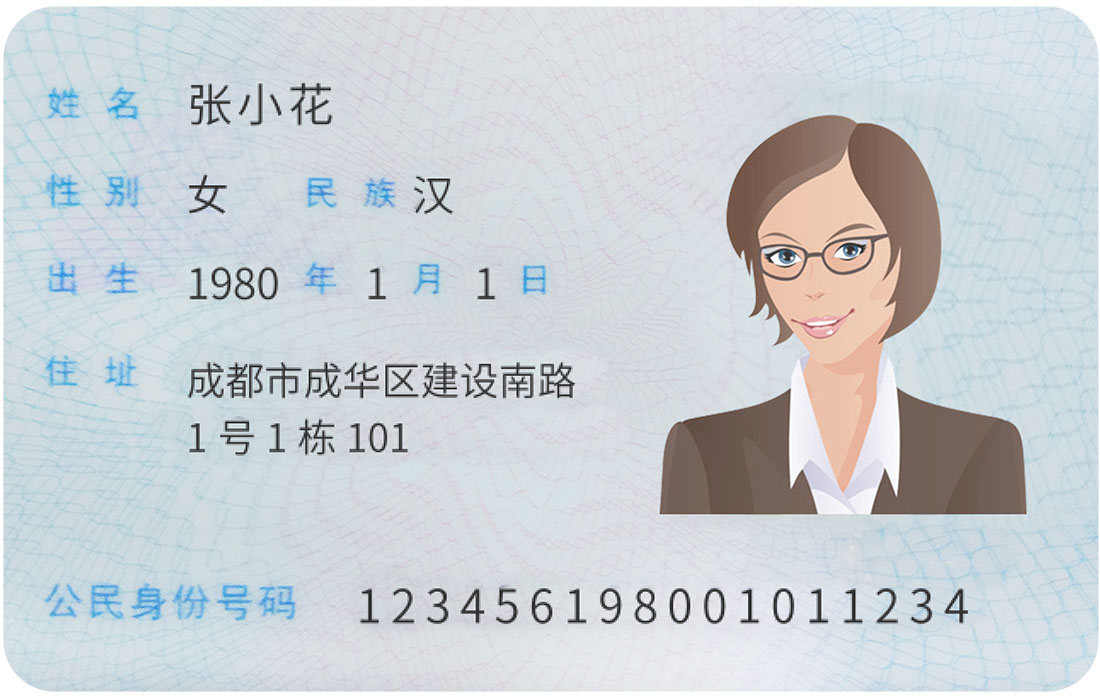 姓 名 张小花
性 别 女 民 族 汉
出 生 1980 年 1 月 1 日
住 址 成都市成华区建设南路
1 号 1 栋 101
公民身份号码 123456198001011234